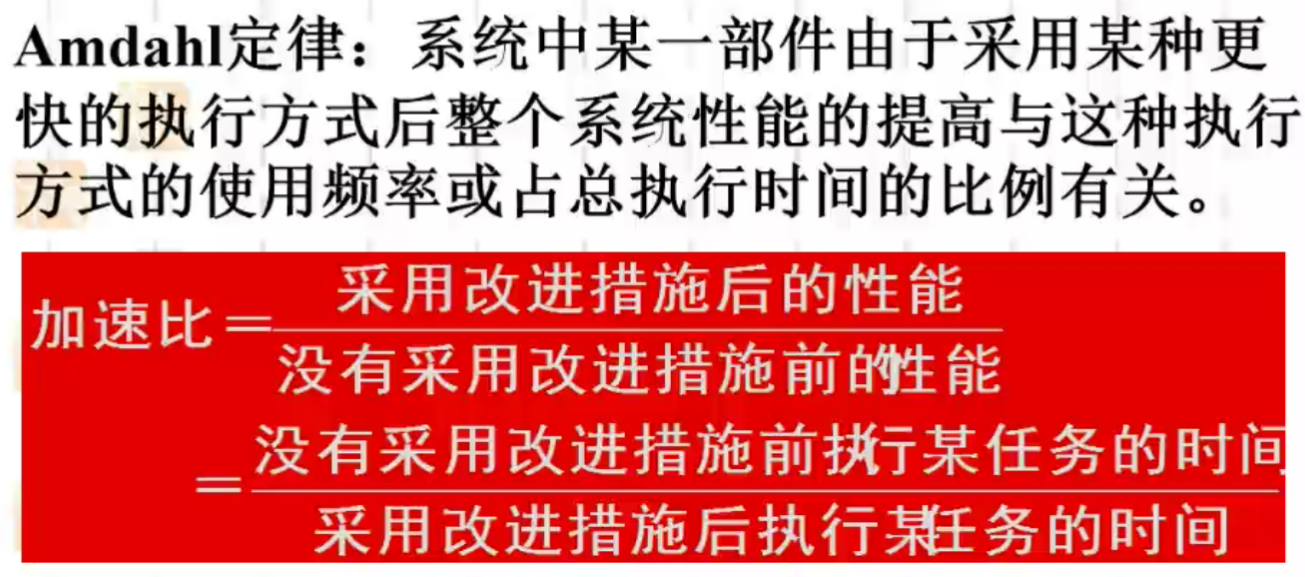 Amdahl定律：系统中某一部件由于采用某种更
快的执行方式后整个系统性能的提高与这种执行
方式的使用频率或占总执行时间的比例有关。
采用改进措施后的性能
加速比＝
没有采用改进措施前的性能
没有采用改进措施前执行某任务的时间
＝
采用改进措施后执行某任务的时间